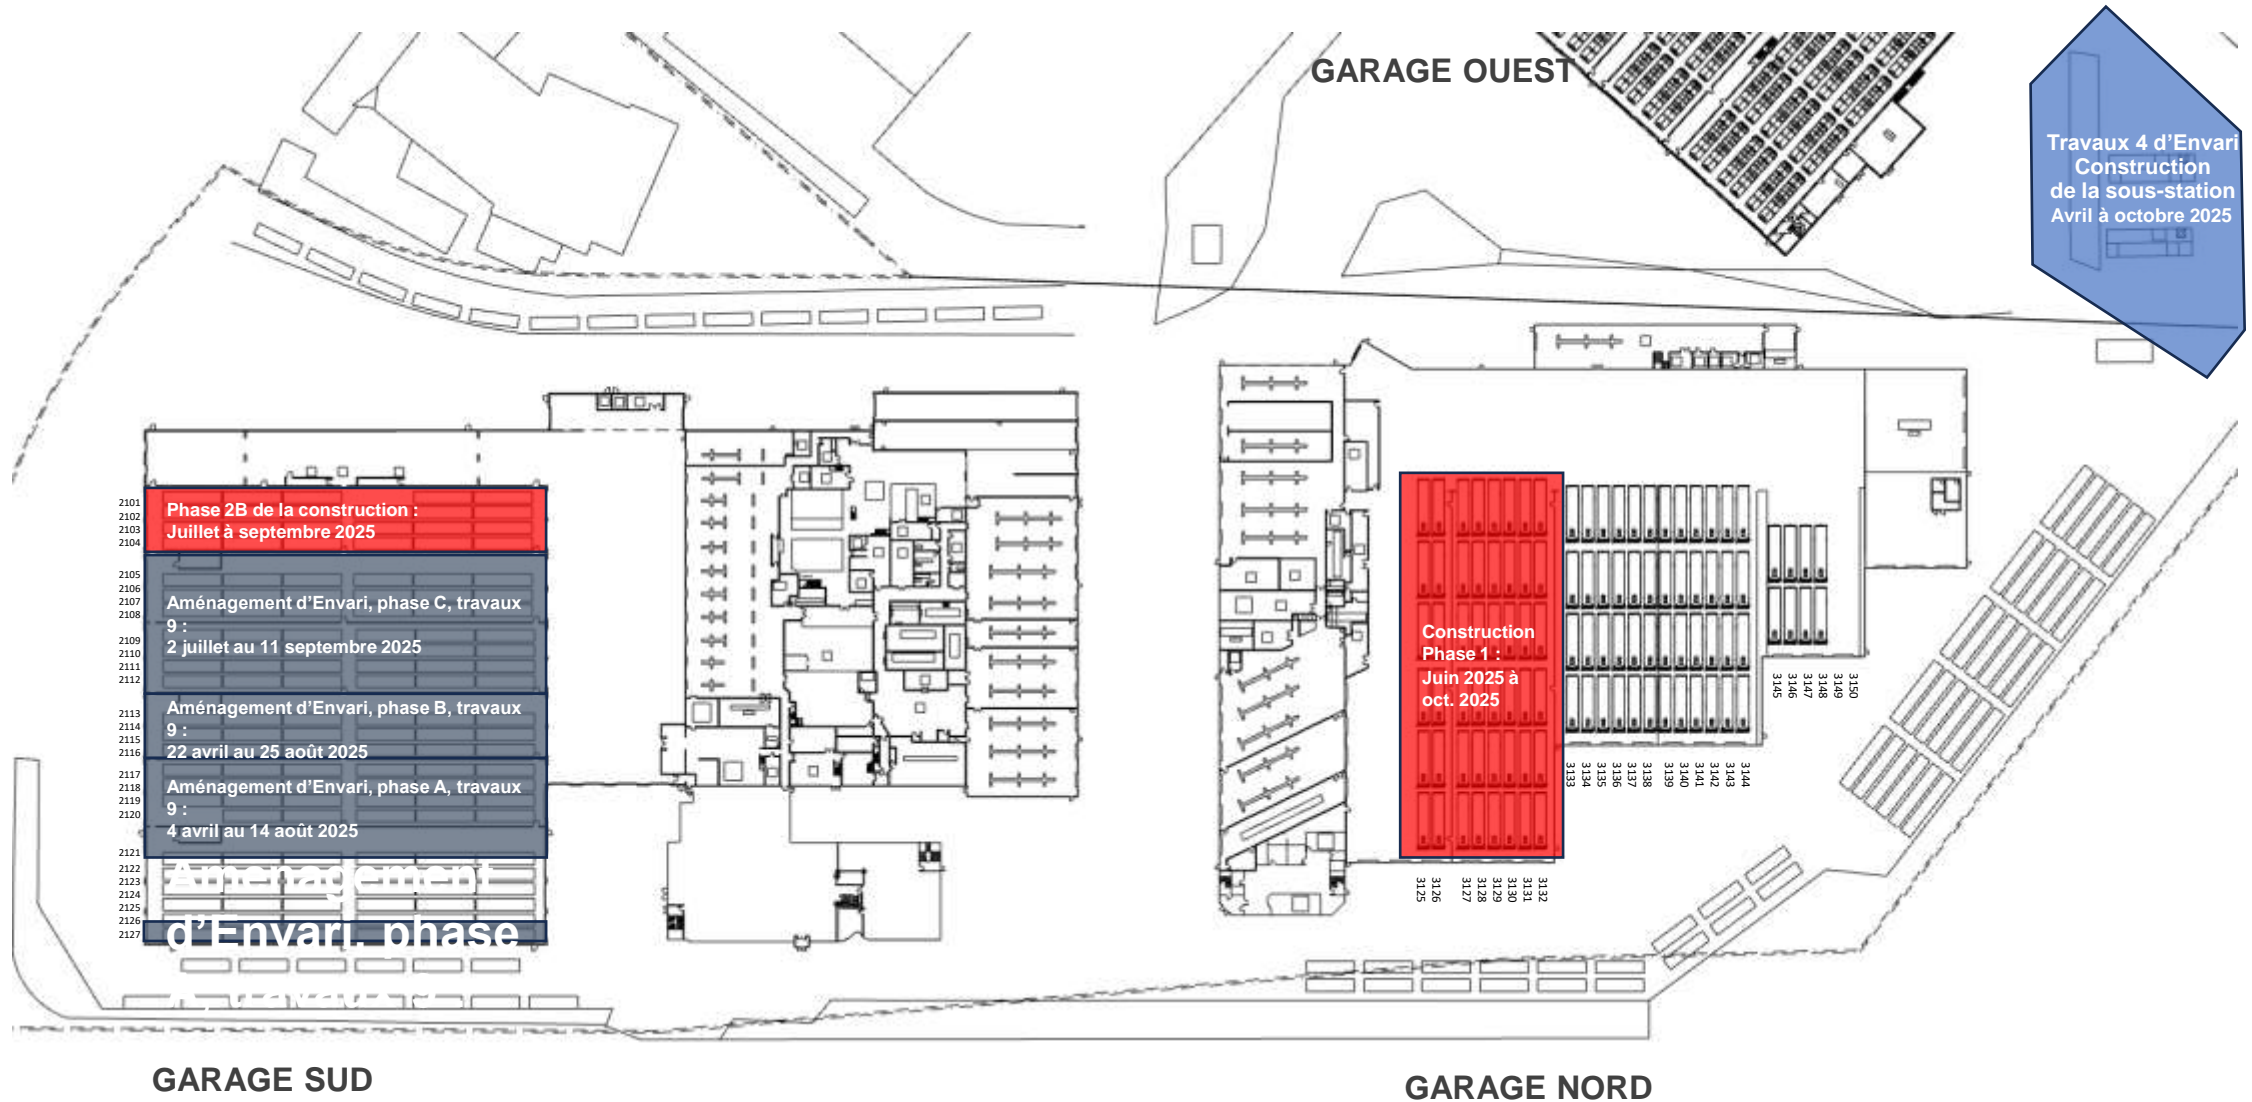 GARAGE OUEST
Travaux 4 d'Envari
Construction
de la sous-station
Avril à octobre 2025
2101
2102
2103
2104
Phase 2B de la construction :
Juillet à septembre 2025
2105
2106
2107
2108
2109
2110
2111
2112
Aménagement d'Envari, phase C, travaux
9 :
2 juillet au 11 septembre 2025
2113
2114
2115
2116
Aménagement d'Envari, phase B, travaux
9 :
22 avril au 25 août 2025
2117
2118
2119
2120
Aménagement d'Envari, phase A, travaux
9 :
4 avril au 14 août 2025
2121
2122
2123
2124
2125
2126
2127
Aménagement
d'Envari, phase
A, travaux 9
Construction
Phase 1 :
Juin 2025 à
oct. 2025
3125
3126
3127
3128
3129
3130
3131
3132
3133
3134
3135
3136
3137
3138
3139
3140
3141
3142
3143
3144
3145
3146
3147
3148
3149
3150
GARAGE SUD
GARAGE NORD